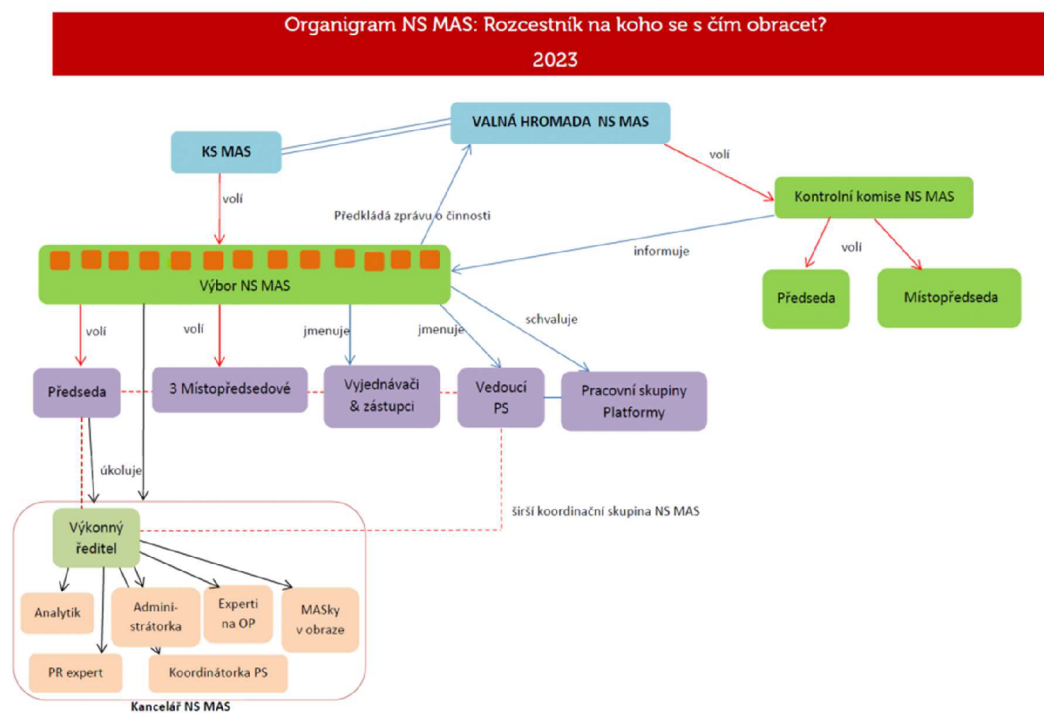 Organigram NS MAS: Rozcestník na koho se s čím obracet?
2023
VALNÁ HROMADA NS MAS
KS MAS
volí
Kontrolní komise NS MAS
volí
Předkládá zprávu o činnosti
informuje
volí
Výbor NS MAS
Předseda
Místopředseda
volí
volí
jmenuje
jmenuje
schvaluje
Předseda
3 Místopředsedové
Vyjednávači
& zástupci
Vedoucí
PS
Pracovní skupiny
Platformy
úkoluje
širší koordinační skupina NS MAS
Výkonný
ředitel
Analytik
Admini-
strátorka
Experti
na OP
MASky
v obraze
PR expert
Koordinátorka PS
Kancelář NS MAS